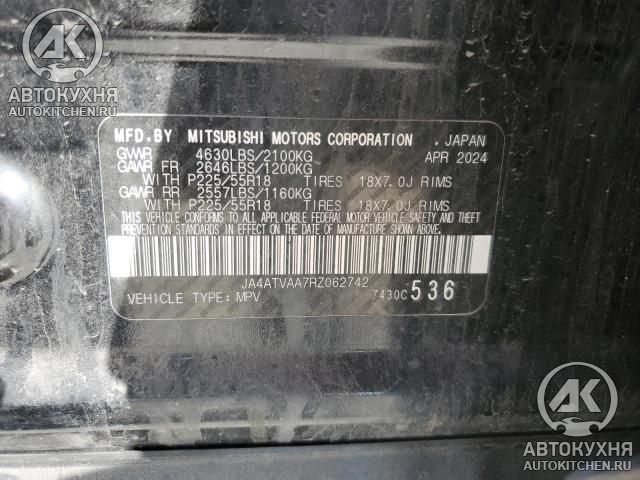 АВТОКУХНЯ
AUTOKITCHEN.RU
MFD.BY MITSUBISHI MOTORS CORPORATION , JAPAN
GVWR 4630LBS/2100KG APR 2024
GAWR FR 2646LBS/1200KG
WITH P225/55R18 TIRES 18X7.0J RIMS
GAWR RR 2557LBS/1160KG
WITH P225/55R18 TIRES 18X7.0J RIMS
THIS VEHICLE CONFORMS TO ALL APPLICABLE FEDERAL MOTOR VEHICLE SAFETY AND THEFT
PREVENTION STANDARDS IN EFFECT ON THE DATE OF MANUFACTURE SHOWN ABOVE.
JA4ATVAA7RZ062742
VEHICLE TYPE: MPV 7430C 536
АК
АВТОКУХНЯ
AUTOKITCHEN.RU